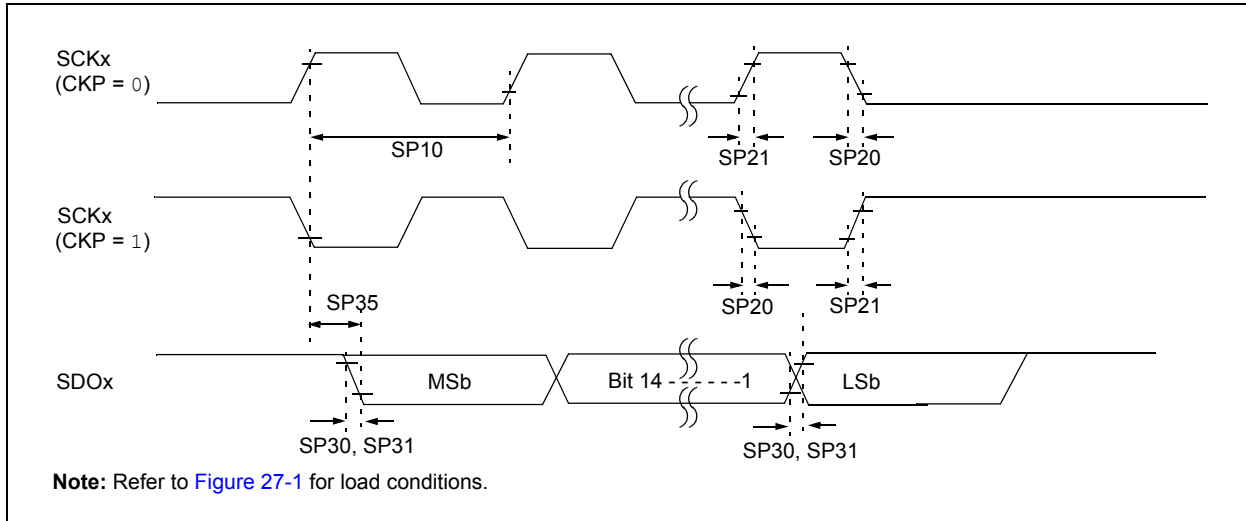 SCKx
(CKP = 0)
SP10
SP21
SP20
SCKx
(CKP = 1)
SP35
SP20
SP21
SDOx
MSb
Bit 14 - - - - - -1
LSb
SP30, SP31
SP30, SP31
Note: Refer to Figure 27-1 for load conditions.